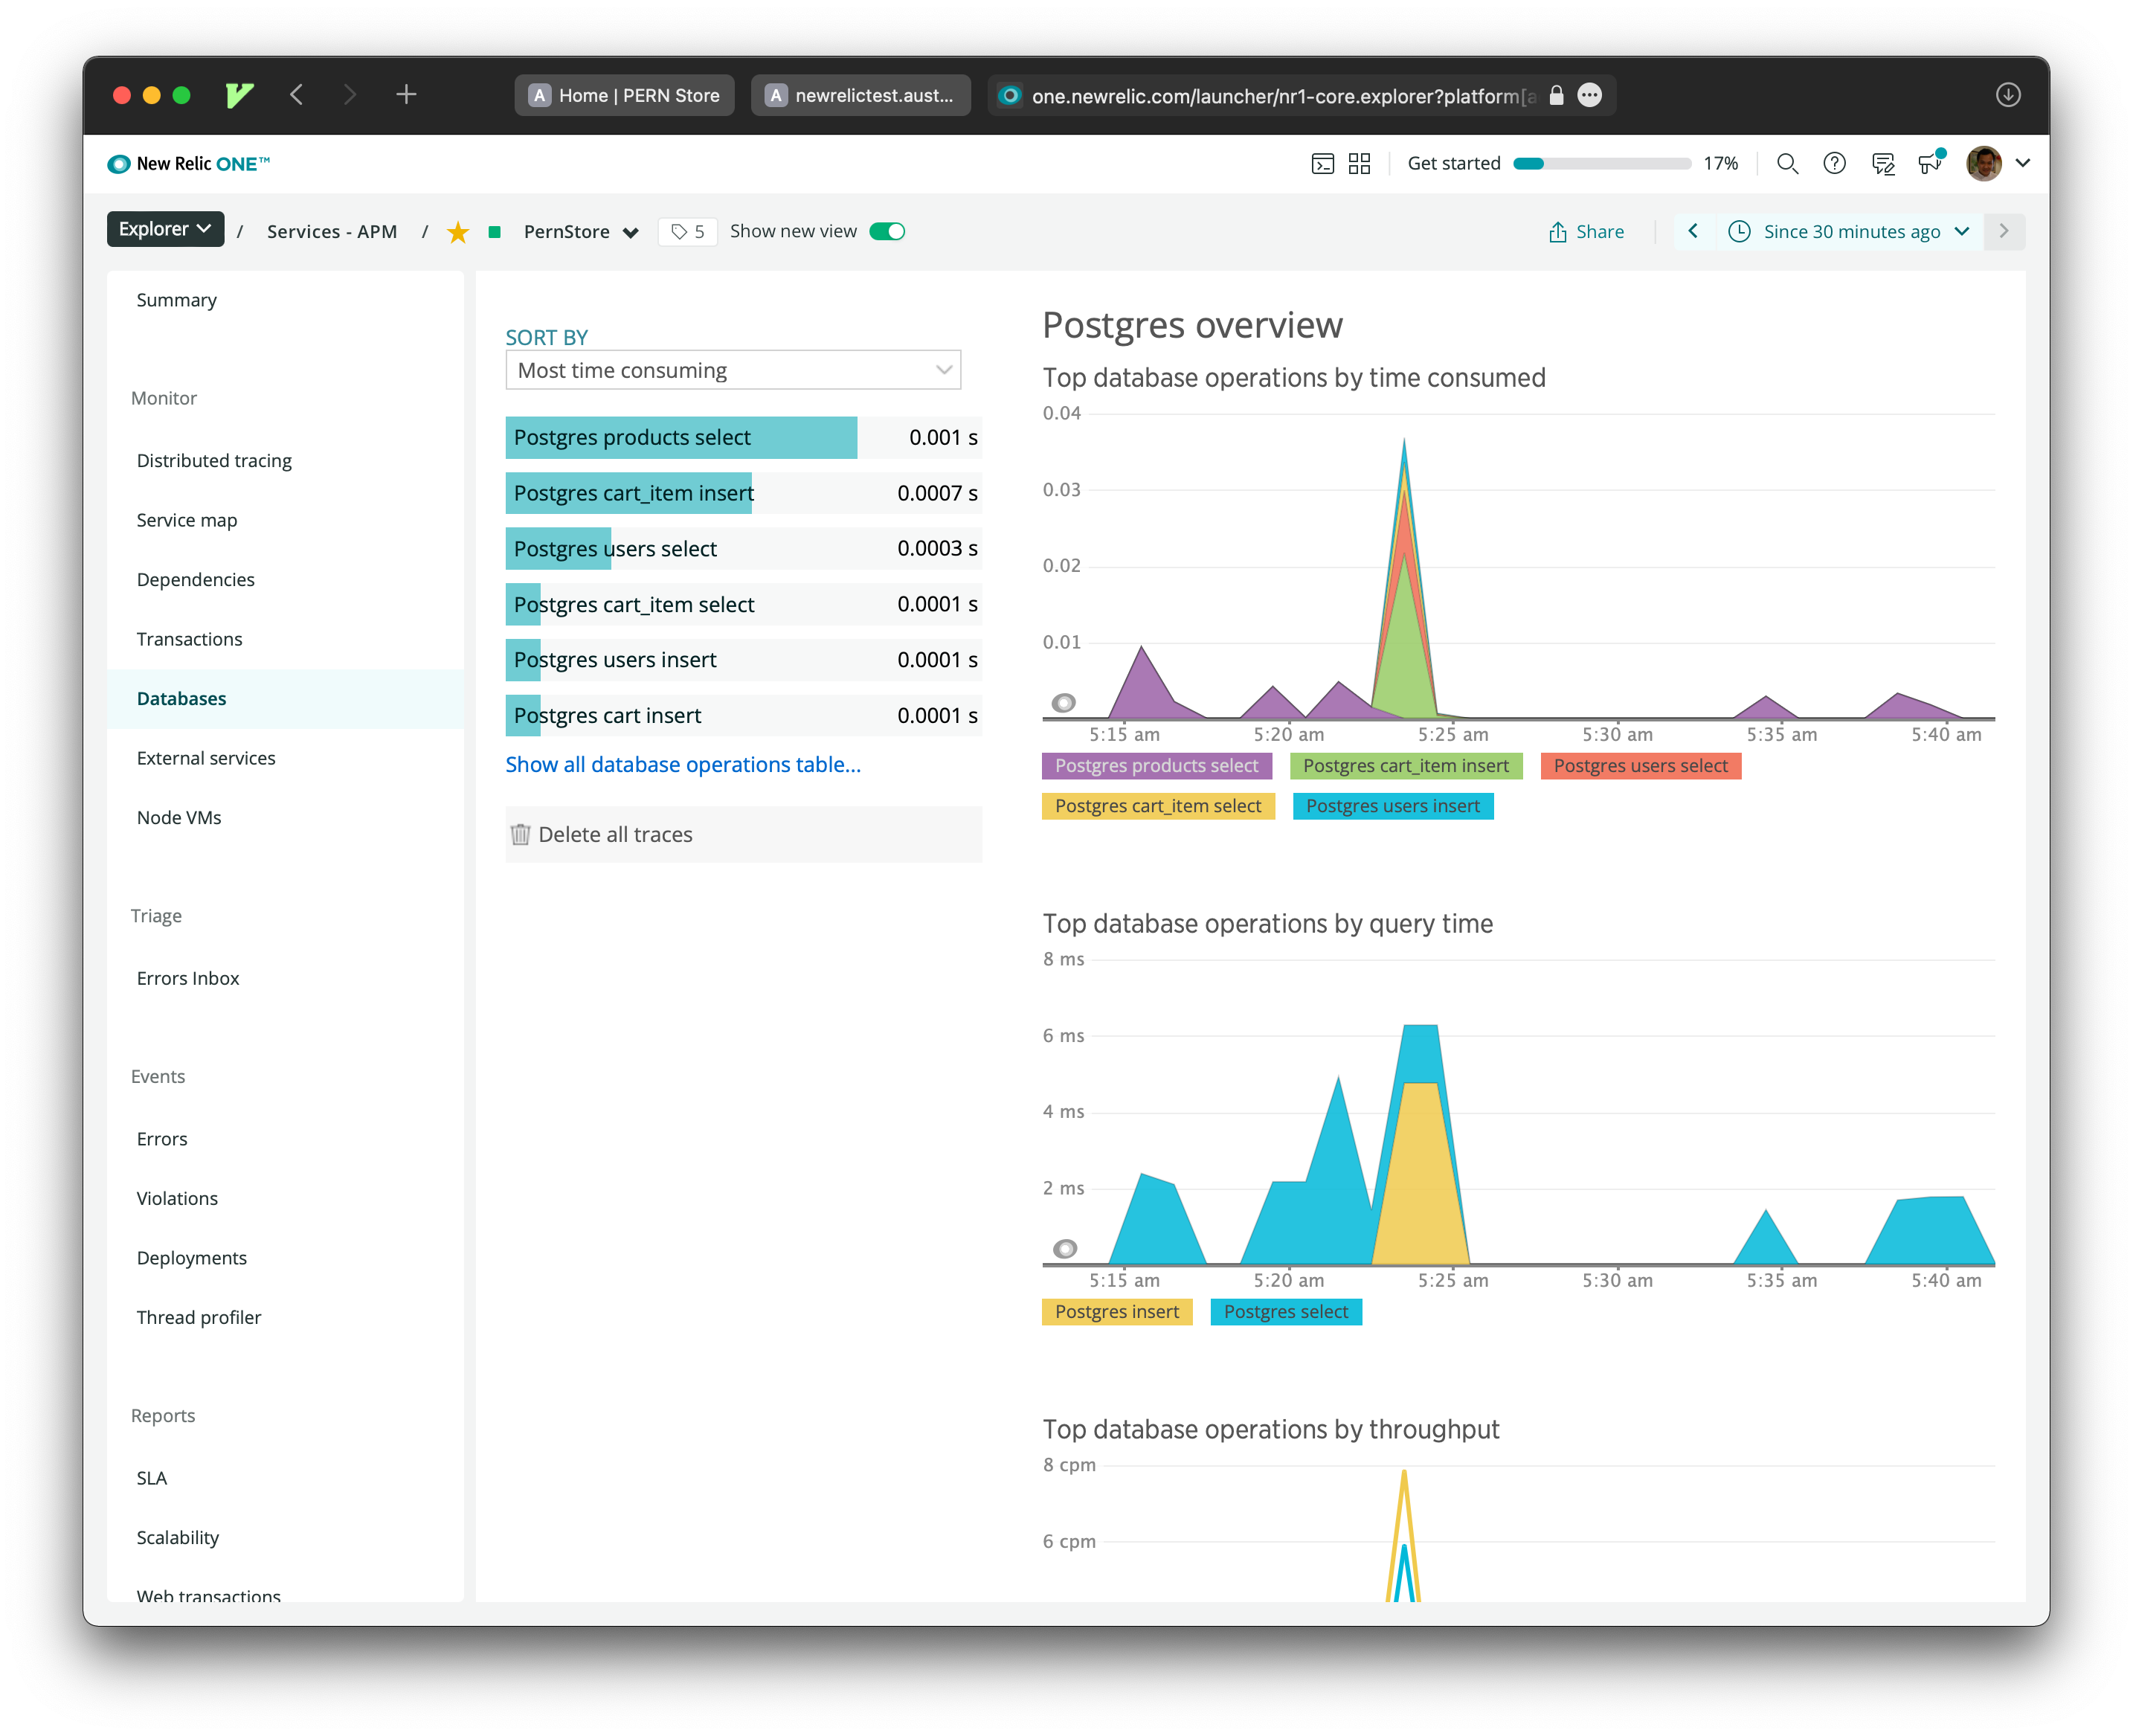 Home | PERN Store
newrelictest.aust...
one.newrelic.com/launcher/nr1-core.explorer?platform[a
New Relic ONE™
Get started
17%
Explorer / Services - APM / PernStore
5
Show new view
Share
Since 30 minutes ago
Summary
Monitor
Distributed tracing
Service map
Dependencies
Transactions
Databases
External services
Node VMs
Triage
Errors Inbox
Events
Errors
Violations
Deployments
Thread profiler
Reports
SLA
Scalability
Web transactions
SORT BY
Most time consuming
Postgres products select 0.001 s
Postgres cart_item insert 0.0007 s
Postgres users select 0.0003 s
Postgres cart_item select 0.0001 s
Postgres users insert 0.0001 s
Postgres cart insert 0.0001 s
Show all database operations table...
Delete all traces
Postgres overview
Top database operations by time consumed
0.04
0.03
0.02
0.01
5:15 am 5:20 am 5:25 am 5:30 am 5:35 am 5:40 am
Postgres products select Postgres cart_item insert Postgres users select
Postgres cart_item select Postgres users insert
Top database operations by query time
8 ms
6 ms
4 ms
2 ms
5:15 am 5:20 am 5:25 am 5:30 am 5:35 am 5:40 am
Postgres insert Postgres select
Top database operations by throughput
8 cpm
6 cpm